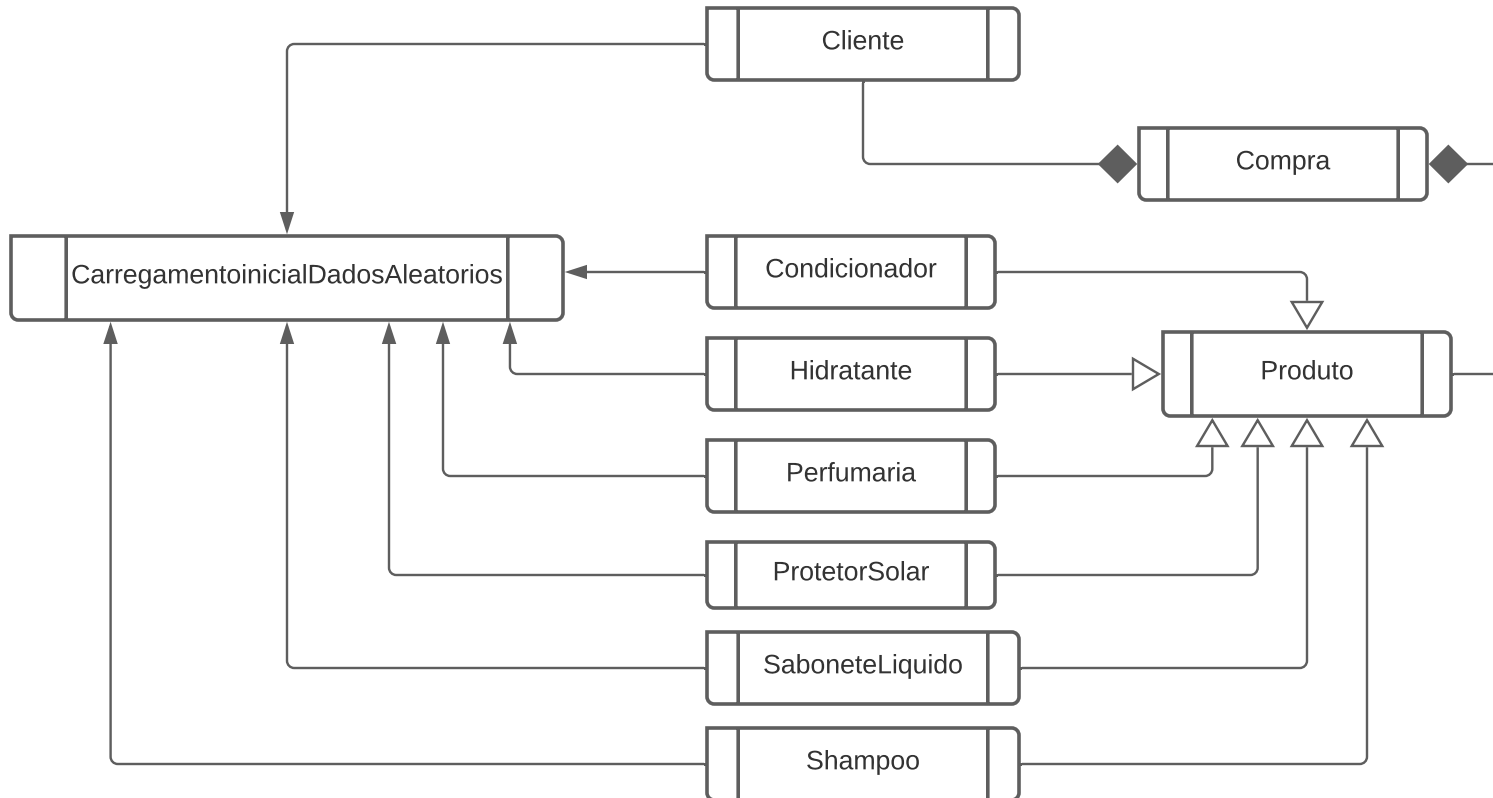 Cliente
Compra
CarregamentoinicialDadosAleatorios
Condicionador
Hidratante
Produto
Perfumaria
ProtetorSolar
SaboneteLiquido
Shampoo